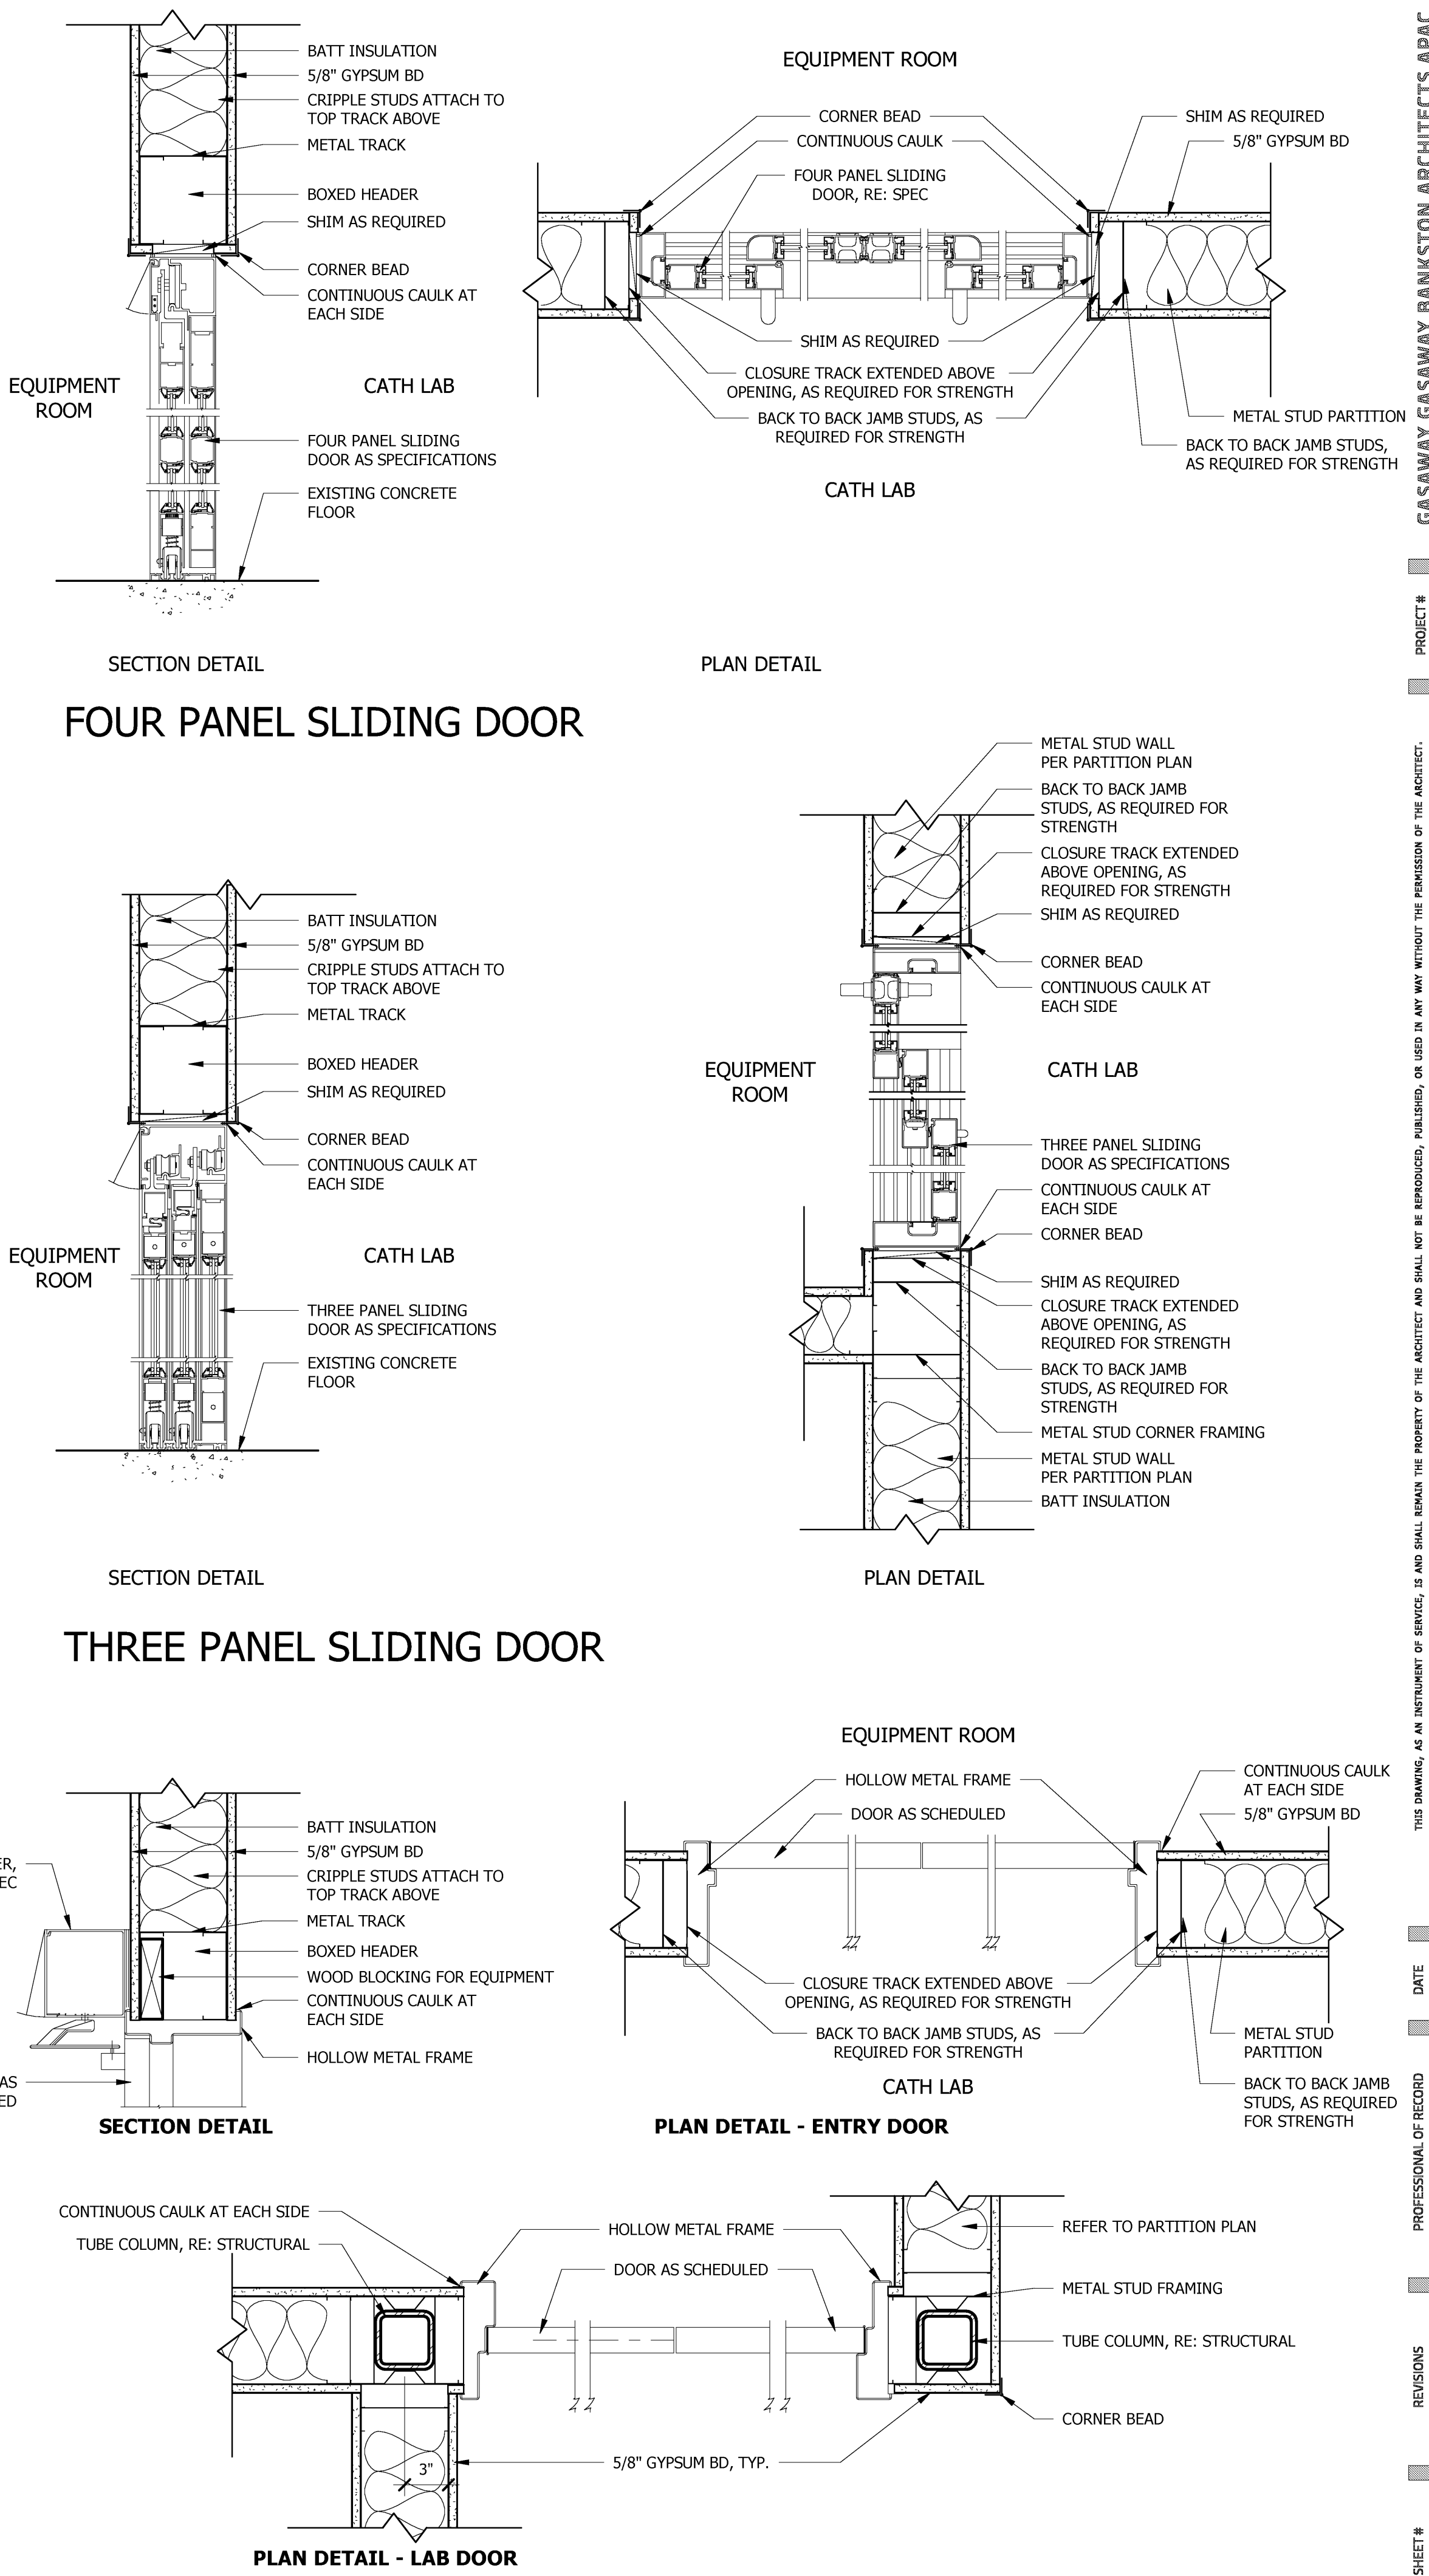 BATT INSULATION
5/8" GYPSUM BD
CRIPPLE STUDS ATTACH TO
TOP TRACK ABOVE
METAL TRACK
BOXED HEADER
SHIM AS REQUIRED
CORNER BEAD
CONTINUOUS CAULK AT
EACH SIDE
EQUIPMENT
ROOM
CATH LAB
FOUR PANEL SLIDING
DOOR AS SPECIFICATIONS
EXISTING CONCRETE
FLOOR
SECTION DETAIL
EQUIPMENT ROOM
CORNER BEAD
CONTINUOUS CAULK
FOUR PANEL SLIDING
DOOR, RE: SPEC
SHIM AS REQUIRED
5/8" GYPSUM BD
SHIM AS REQUIRED
CLOSURE TRACK EXTENDED ABOVE
OPENING, AS REQUIRED FOR STRENGTH
BACK TO BACK JAMB STUDS, AS
REQUIRED FOR STRENGTH
METAL STUD PARTITION
BACK TO BACK JAMB STUDS,
AS REQUIRED FOR STRENGTH
CATH LAB
PLAN DETAIL
FOUR PANEL SLIDING DOOR
BATT INSULATION
5/8" GYPSUM BD
CRIPPLE STUDS ATTACH TO
TOP TRACK ABOVE
METAL TRACK
BOXED HEADER
SHIM AS REQUIRED
CORNER BEAD
CONTINUOUS CAULK AT
EACH SIDE
EQUIPMENT
ROOM
CATH LAB
THREE PANEL SLIDING
DOOR AS SPECIFICATIONS
EXISTING CONCRETE
FLOOR
SECTION DETAIL
METAL STUD WALL
PER PARTITION PLAN
BACK TO BACK JAMB
STUDS, AS REQUIRED FOR
STRENGTH
CLOSURE TRACK EXTENDED
ABOVE OPENING, AS
REQUIRED FOR STRENGTH
SHIM AS REQUIRED
CORNER BEAD
CONTINUOUS CAULK AT
EACH SIDE
EQUIPMENT
ROOM
CATH LAB
THREE PANEL SLIDING
DOOR AS SPECIFICATIONS
CONTINUOUS CAULK AT
EACH SIDE
CORNER BEAD
SHIM AS REQUIRED
CLOSURE TRACK EXTENDED
ABOVE OPENING, AS
REQUIRED FOR STRENGTH
BACK TO BACK JAMB
STUDS, AS REQUIRED FOR
STRENGTH
METAL STUD CORNER FRAMING
METAL STUD WALL
PER PARTITION PLAN
BATT INSULATION
PLAN DETAIL
THREE PANEL SLIDING DOOR
BATT INSULATION
5/8" GYPSUM BD
CRIPPLE STUDS ATTACH TO
TOP TRACK ABOVE
METAL TRACK
BOXED HEADER
WOOD BLOCKING FOR EQUIPMENT
CONTINUOUS CAULK AT
EACH SIDE
HOLLOW METAL FRAME
ER,
EC
AS
ED
SECTION DETAIL
EQUIPMENT ROOM
HOLLOW METAL FRAME
DOOR AS SCHEDULED
CONTINUOUS CAULK
AT EACH SIDE
5/8" GYPSUM BD
CLOSURE TRACK EXTENDED ABOVE
OPENING, AS REQUIRED FOR STRENGTH
BACK TO BACK JAMB STUDS, AS
REQUIRED FOR STRENGTH
METAL STUD
PARTITION
BACK TO BACK JAMB
STUDS, AS REQUIRED
FOR STRENGTH
CATH LAB
PLAN DETAIL - ENTRY DOOR
CONTINUOUS CAULK AT EACH SIDE
TUBE COLUMN, RE: STRUCTURAL
HOLLOW METAL FRAME
DOOR AS SCHEDULED
REFER TO PARTITION PLAN
METAL STUD FRAMING
TUBE COLUMN, RE: STRUCTURAL
CORNER BEAD
5/8" GYPSUM BD, TYP.
3"
PLAN DETAIL - LAB DOOR
GASAWAY GASAWAY BANKSTON ARCHITECTS APAC
PROJECT #
THIS DRAWING, AS AN INSTRUMENT OF SERVICE, IS AND SHALL REMAIN THE PROPERTY OF THE ARCHITECT AND SHALL NOT BE REPRODUCED, PUBLISHED, OR USED IN ANY WAY WITHOUT THE PERMISSION OF THE ARCHITECT.
DATE
PROFESSIONAL OF RECORD
REVISIONS
SHEET #